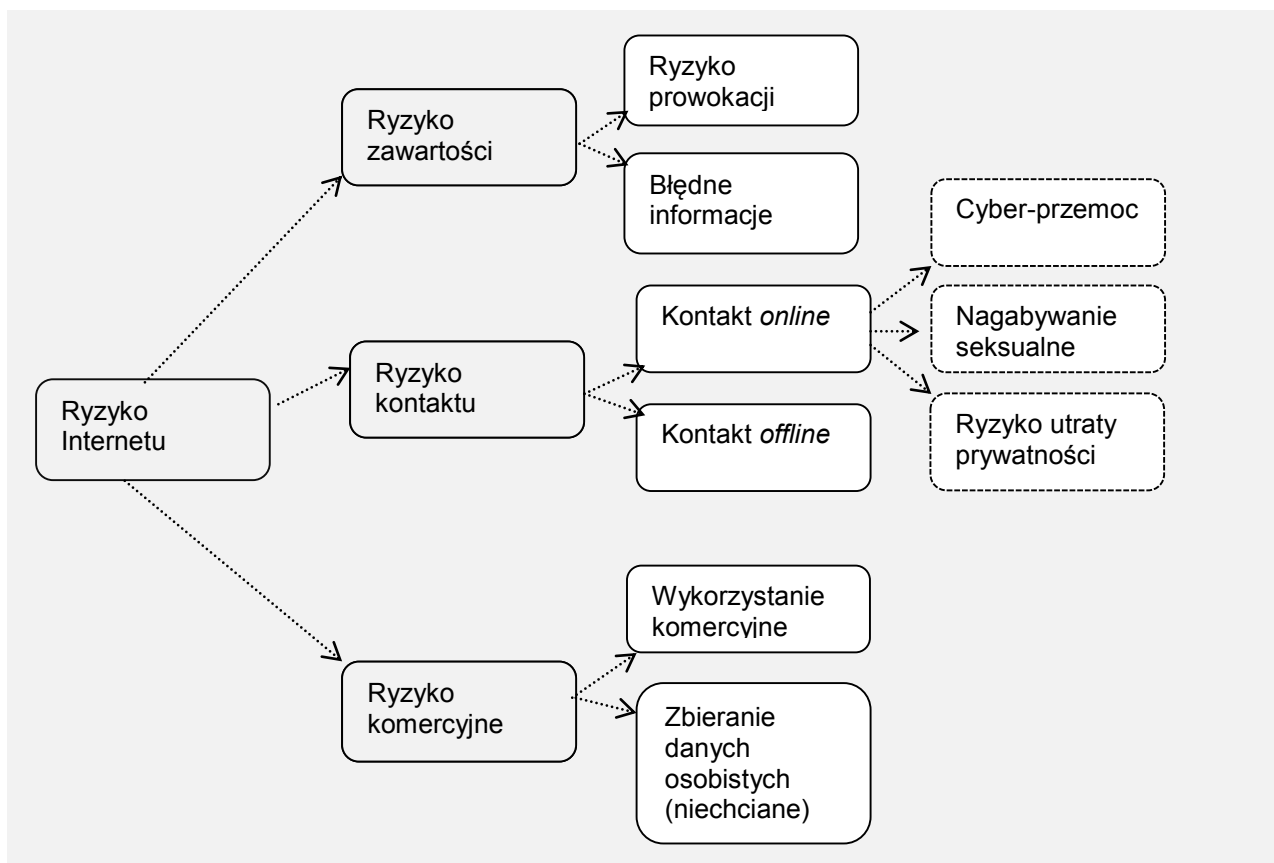 Ryzyko
prowokacji
Ryzyko
zawartości
Błędne
informacje
Cyber-przemoc
Kontakt online
Nagabywanie
seksualne
Ryzyko
kontaktu
Ryzyko
Internetu
Kontakt offline
Ryzyko utraty
prywatności
Wykorzystanie
komercyjne
Ryzyko
komercyjne
Zbieranie
danych
osobistych
(niechciane)